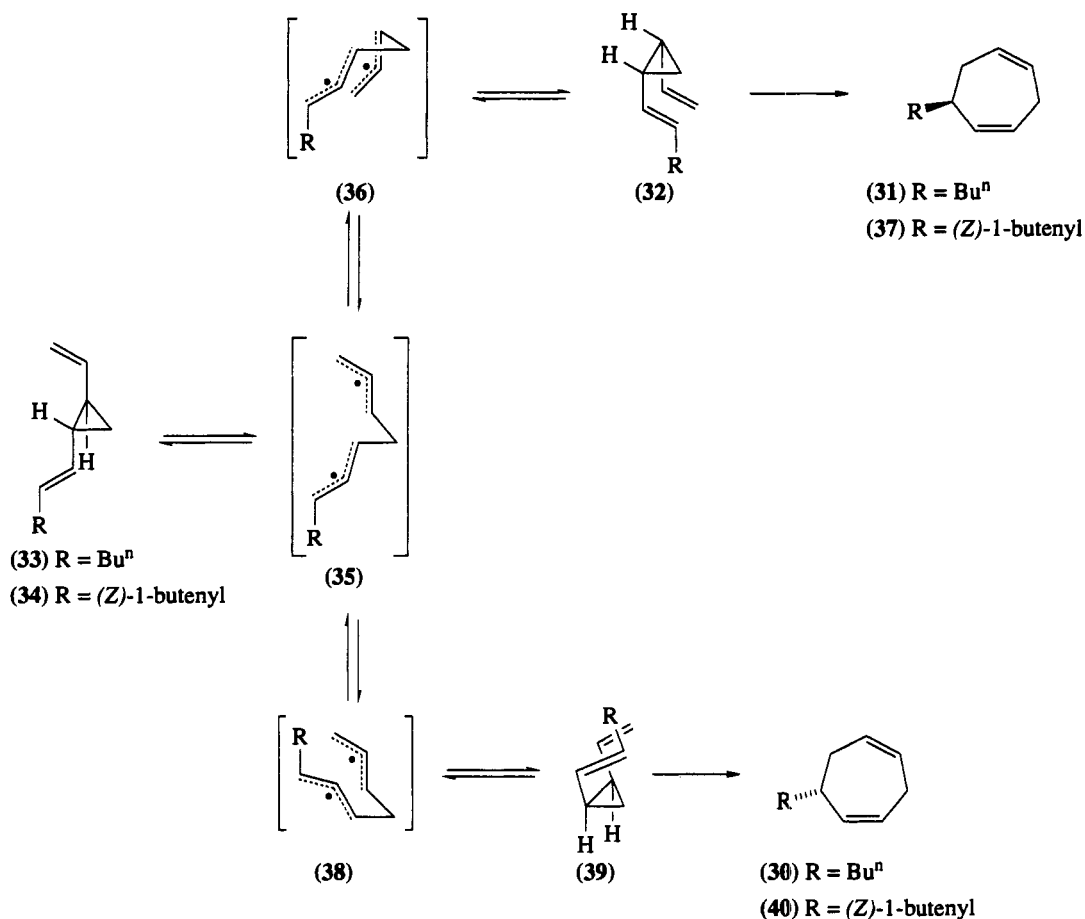 H
H
R
R
R
(36)
(32)
(31) R = Buⁿ
(37) R = (Z)-1-butenyl
H
H
R
R
(33) R = Buⁿ
(34) R = (Z)-1-butenyl
(35)
R
R
R
H
H
(38)
(39)
(30) R = Buⁿ
(40) R = (Z)-1-butenyl